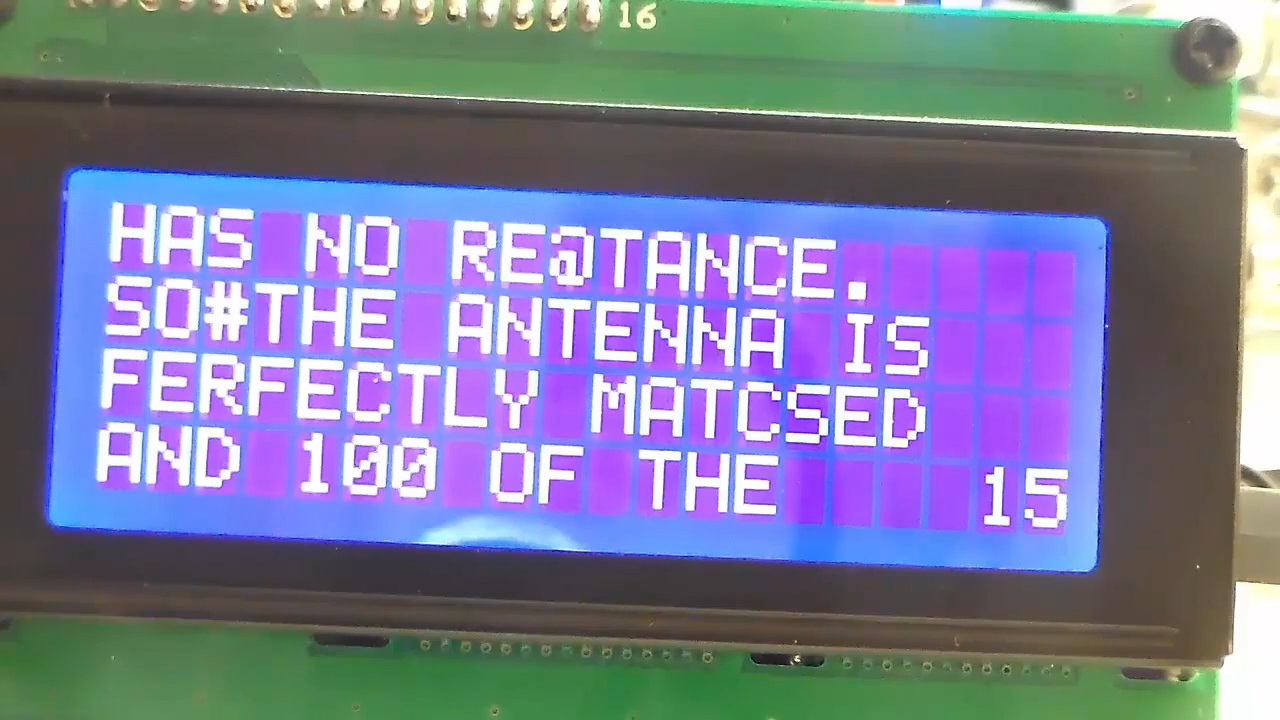 16
HAS NO RE@TANCE.
SO#THE ANTENNA IS
FERFECTLY MATCSED
AND 100 OF THE 15